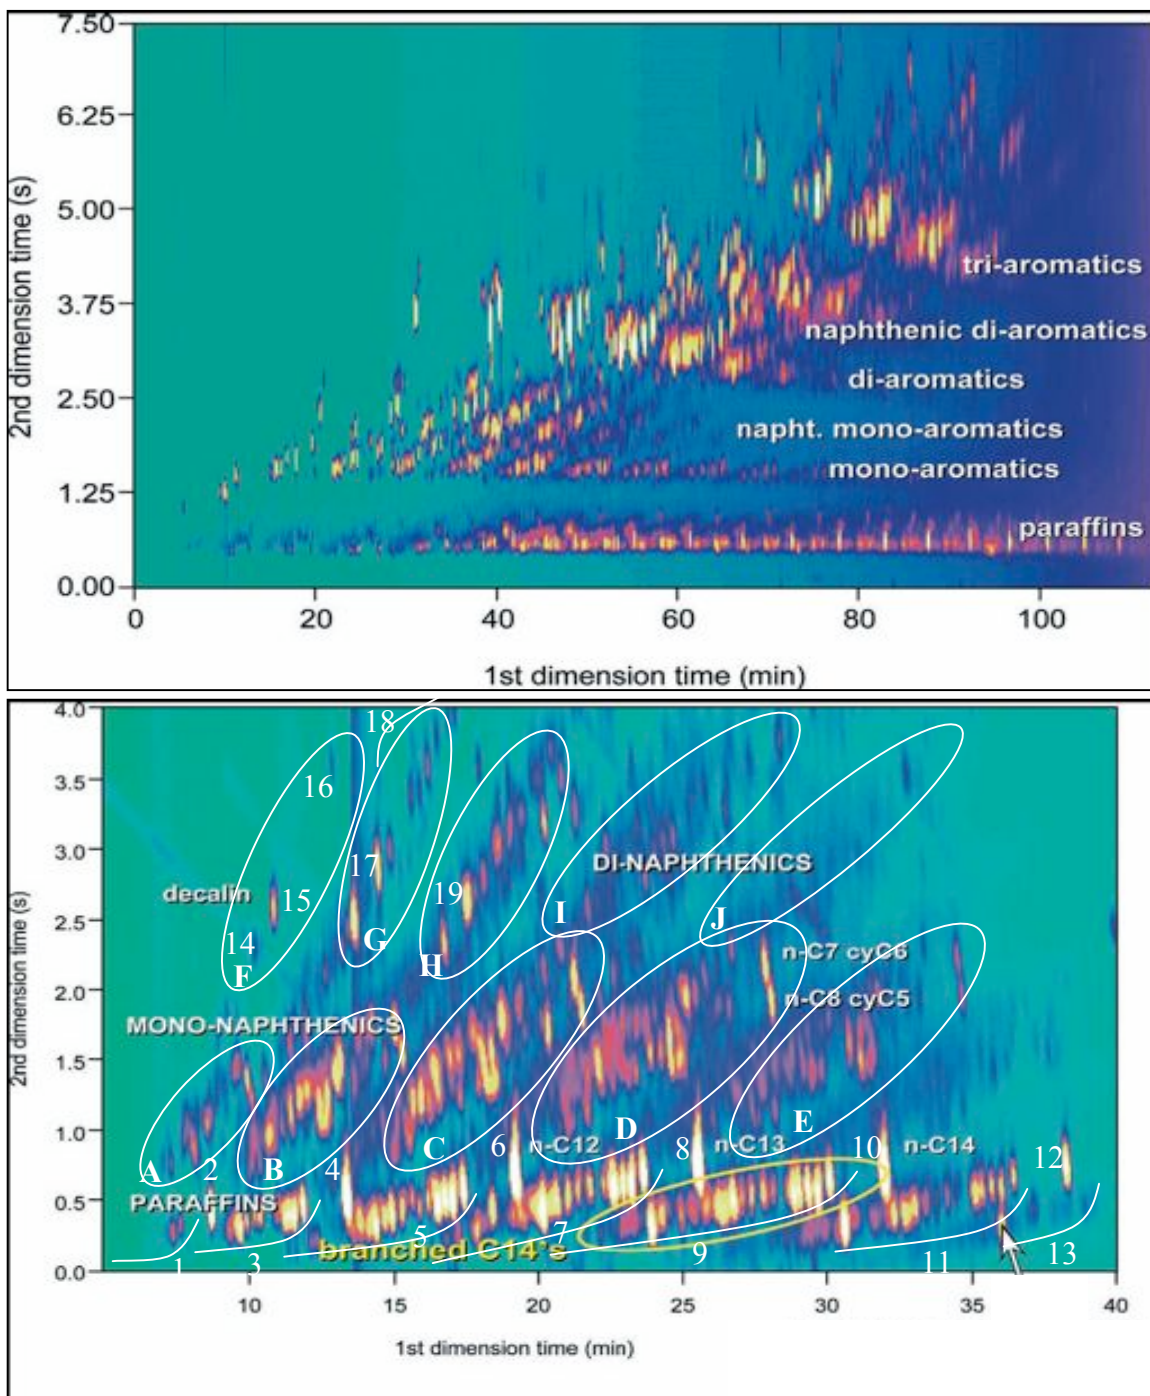 7.50
6.25
5.00
3.75
2.50
1.25
0.00
2nd dimension time (s)
tri-aromatics
naphthenic di-aromatics
di-aromatics
napht. mono-aromatics
mono-aromatics
paraffins
0 20 40 60 80 100
1st dimension time (min)
4.0
3.5
3.0
2.5
2.0
1.5
1.0
0.5
0.0
2nd dimension time (s)
18
16
17
DI-NAPHTHENICS
decalin
15
19
I
J
14
G
F
H
n-C7 cyC6
n-C8 cyC5
MONO-NAPHTHENICS
A
2
B
4
C
6
n-C12
D
8
n-C13
E
10
n-C14
12
PARAFFINS
branched C14's
1
3
5
7
9
11
13
10 15 20 25 30 35 40
1st dimension time (min)